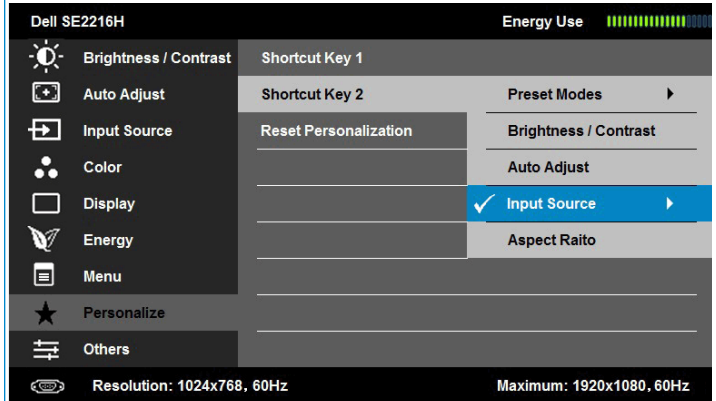 Dell SE2216H Energy Use
Brightness / Contrast Shortcut Key 1
Auto Adjust Shortcut Key 2 Preset Modes
Input Source Reset Personalization Brightness / Contrast
Color Auto Adjust
Display Input Source
Energy Aspect Raito
Menu
Personalize
Others
Resolution: 1024x768, 60Hz Maximum: 1920x1080, 60Hz